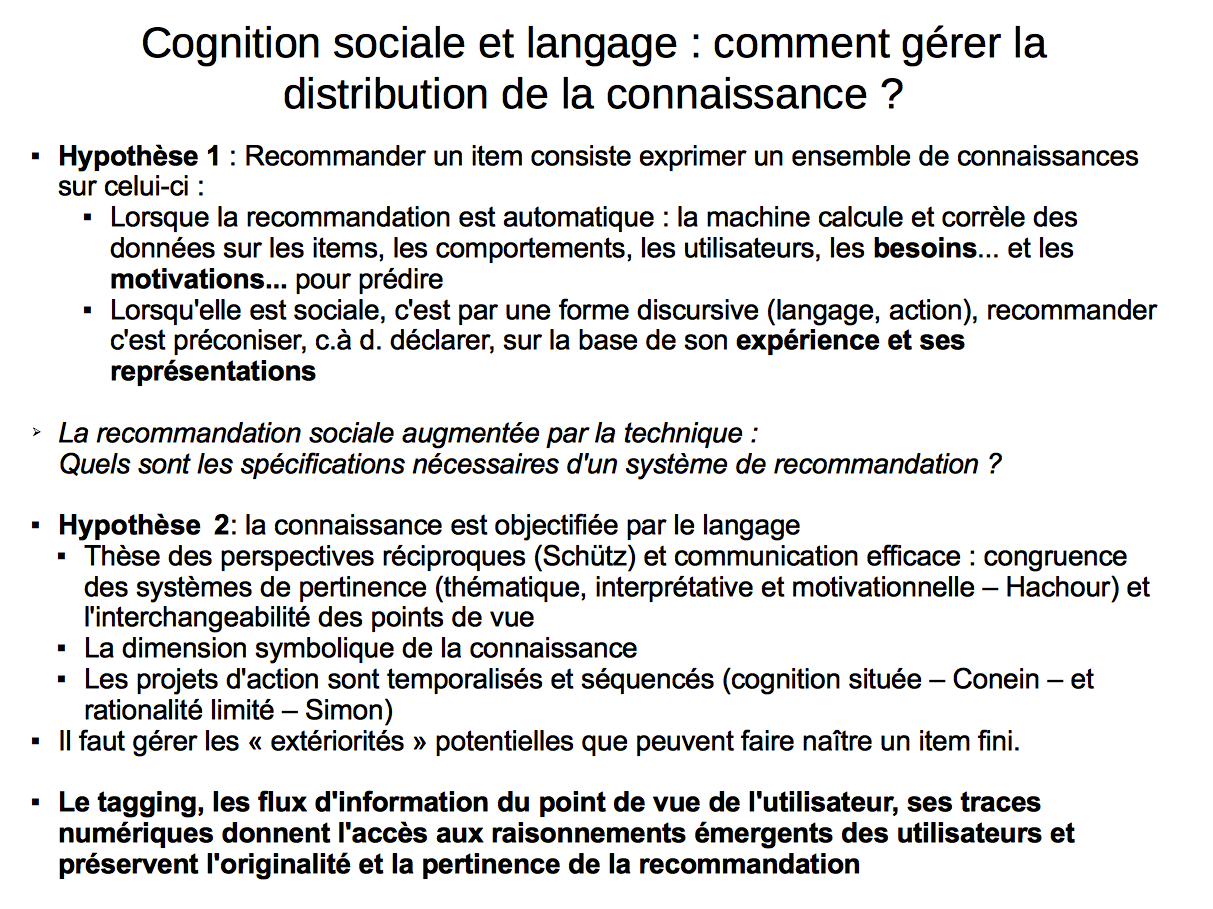 Cognition sociale et langage : comment gérer la
distribution de la connaissance ?
▪ Hypothèse 1 : Recommander un item consiste exprimer un ensemble de connaissances
sur celui-ci :
▪ Lorsque la recommandation est automatique : la machine calcule et corrèle des
données sur les items, les comportements, les utilisateurs, les besoins... et les
motivations... pour prédire
▪ Lorsqu'elle est sociale, c'est par une forme discursive (langage, action), recommander
c'est préconiser, c.à d. déclarer, sur la base de son expérience et ses
représentations
➢ La recommandation sociale augmentée par la technique :
Quels sont les spécifications nécessaires d'un système de recommandation ?
▪ Hypothèse 2: la connaissance est objectifiée par le langage
▪ Thèse des perspectives réciproques (Schütz) et communication efficace : congruence
des systèmes de pertinence (thématique, interprétative et motivationnelle – Hachour) et
l'interchangeabilité des points de vue
▪ La dimension symbolique de la connaissance
▪ Les projets d'action sont temporalisés et séquencés (cognition située – Conein – et
rationalité limité – Simon)
▪ Il faut gérer les « extériorités » potentielles que peuvent faire naître un item fini.
▪ Le tagging, les flux d'information du point de vue de l'utilisateur, ses traces
numériques donnent l'accès aux raisonnements émergents des utilisateurs et
préservent l'originalité et la pertinence de la recommandation